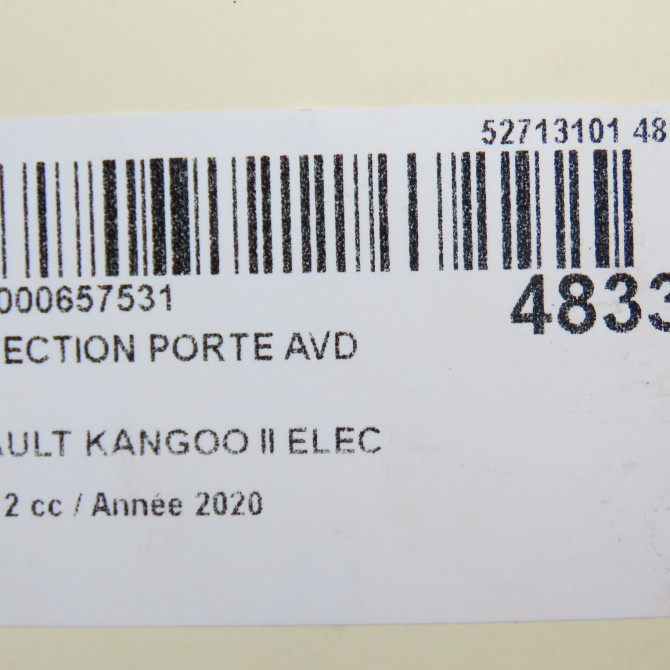 52713101 48
000657531
4833
ECTION PORTE AVD
AULT KANGOO II ELEC
2 cc / Année 2020